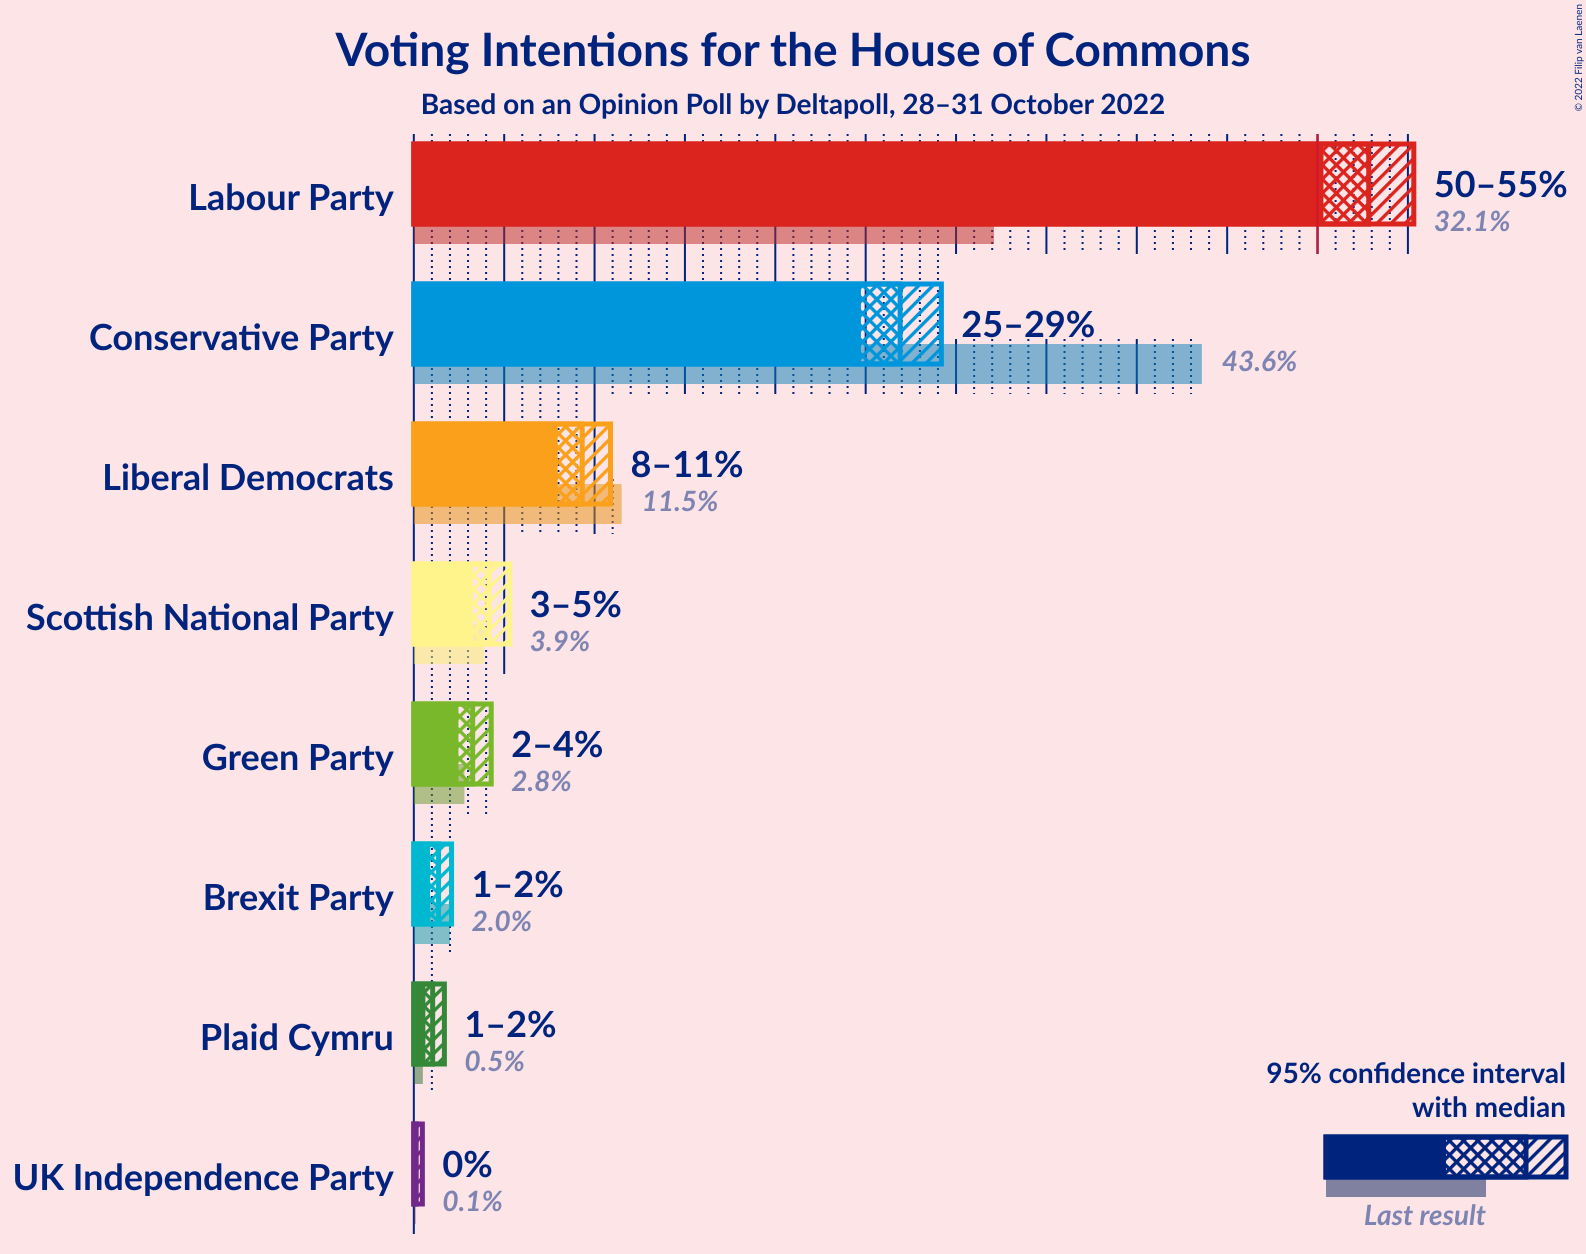 Voting Intentions for the House of Commons
Based on an Opinion Poll by Deltapoll, 28–31 October 2022
© 2022 Filip van Laenen
Labour Party
50–55%
32.1%
Conservative Party
25–29%
43.6%
Liberal Democrats
8–11%
11.5%
Scottish National Party
3–5%
3.9%
Green Party
2–4%
2.8%
Brexit Party
1–2%
2.0%
Plaid Cymru
1–2%
0.5%
UK Independence Party
0%
0.1%
95% confidence interval
with median
Last result